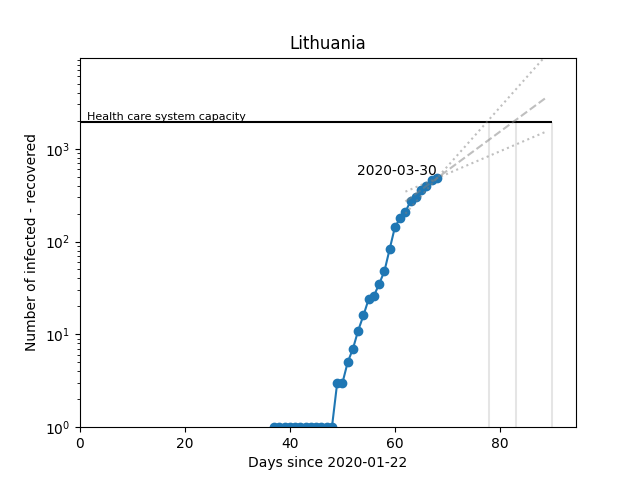 Lithuania
Number of infected - recovered
10³
10²
10¹
10⁰
Health care system capacity
2020-03-30
0 20 40 60 80
Days since 2020-01-22